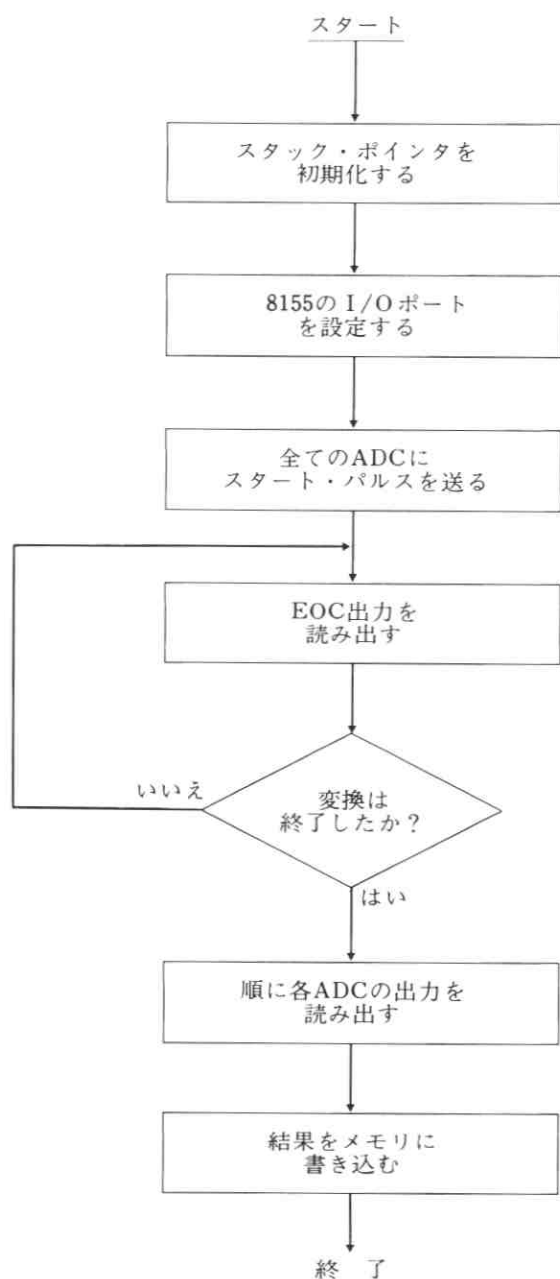 スタート
スタック・ポインタを
初期化する
8155の I/Oポート
を設定する
全てのADCに
スタート・パルスを送る
EOC出力を
読み出す
いいえ
変換は
終了したか？
はい
順に各ADCの出力を
読み出す
結果をメモリに
書き込む
終 了